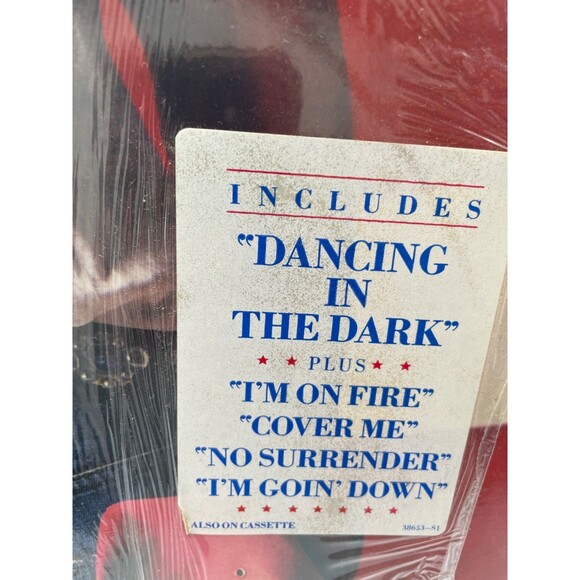 INCLUDES
“DANCING
IN
THE DARK”
★ ★ PLUS ★ ★
“I'M ON FIRE”
“COVER ME”
“NO SURRENDER”
“I'M GOIN' DOWN”
ALSO ON CASSETTE 38653–S1